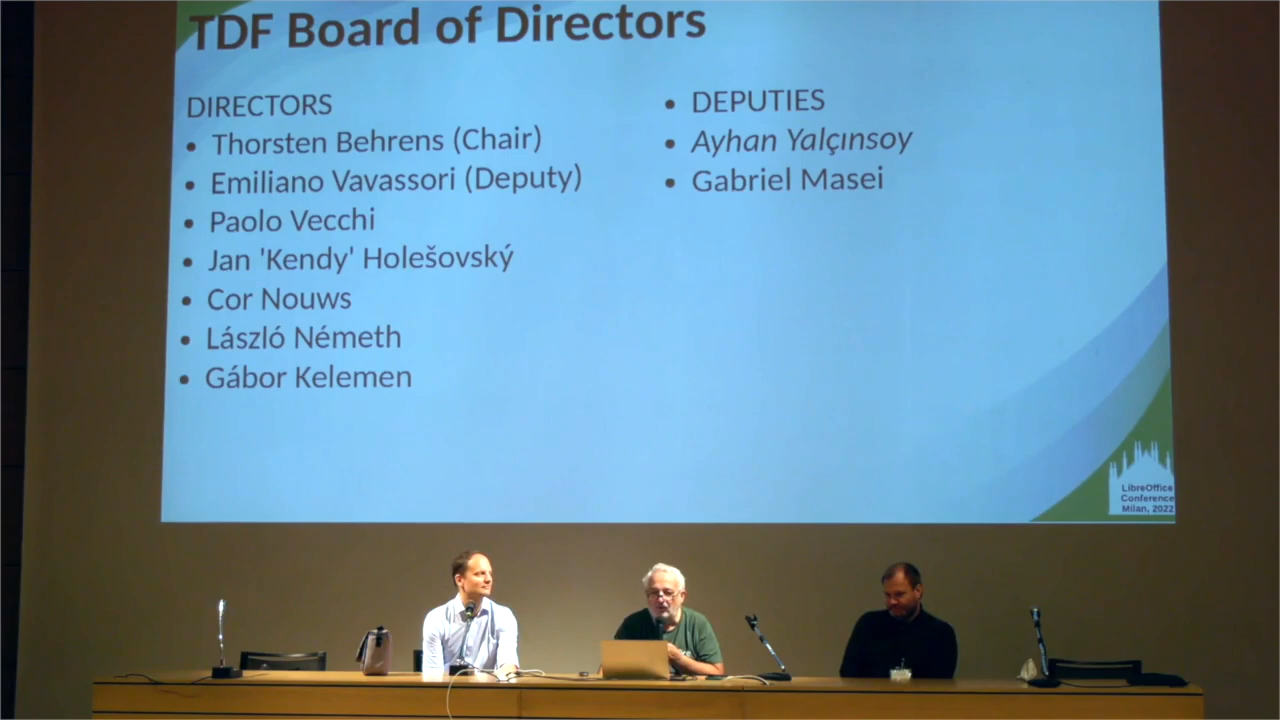 TDF Board of Directors
DIRECTORS
• Thorsten Behrens (Chair)
• Emiliano Vavassori (Deputy)
• Paolo Vecchi
• Jan 'Kendy' Holešovský
• Cor Nouws
• László Németh
• Gábor Kelemen
• DEPUTIES
• Ayhan Yalçınsoy
• Gabriel Masei
LibreOffice
Conference
Milan, 2022